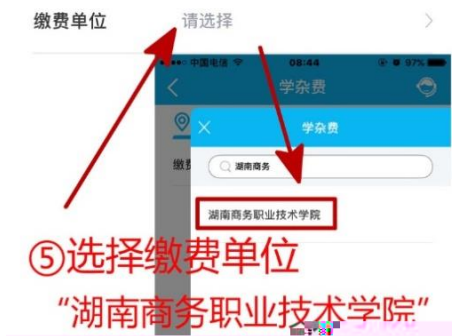 缴费单位 请选择 >
中国电信 08:44 97%
< 学杂费
× 学杂费
缴费
湖南商务
湖南商务职业技术学院
⑤选择缴费单位
“湖南商务职业技术学院”